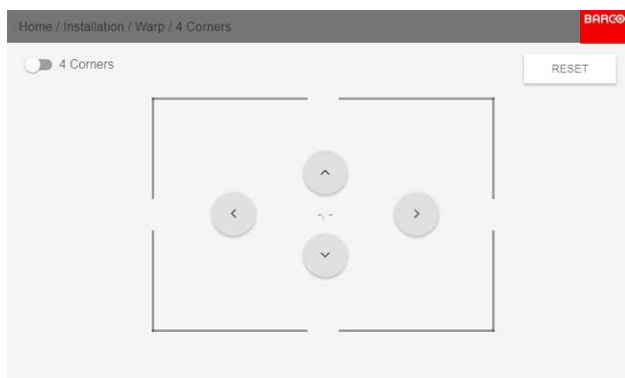 Home / Installation / Warp / 4 Corners
BARCO
4 Corners
RESET
-, -